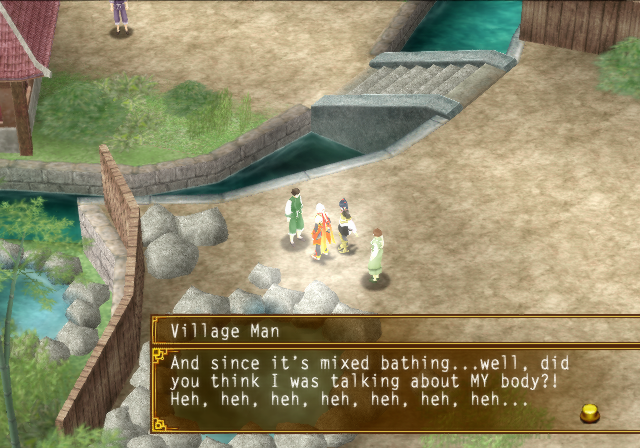 Village Man
And since it's mixed bathing...well, did
you think I was talking about MY body?!
Heh, heh, heh, heh, heh, heh, heh...